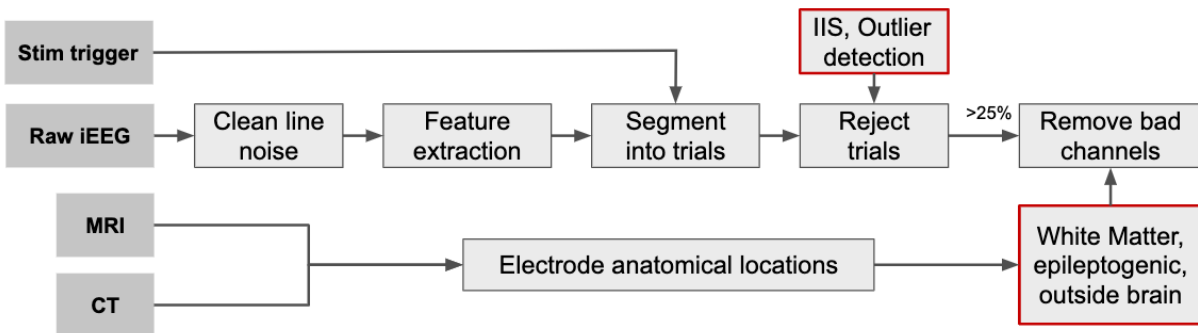 Stim trigger
IIS, Outlier
detection
Raw iEEG
Clean line
noise
Feature
extraction
Segment
into trials
Reject
trials
>25%
Remove bad
channels
MRI
CT
Electrode anatomical locations
White Matter,
epileptogenic,
outside brain